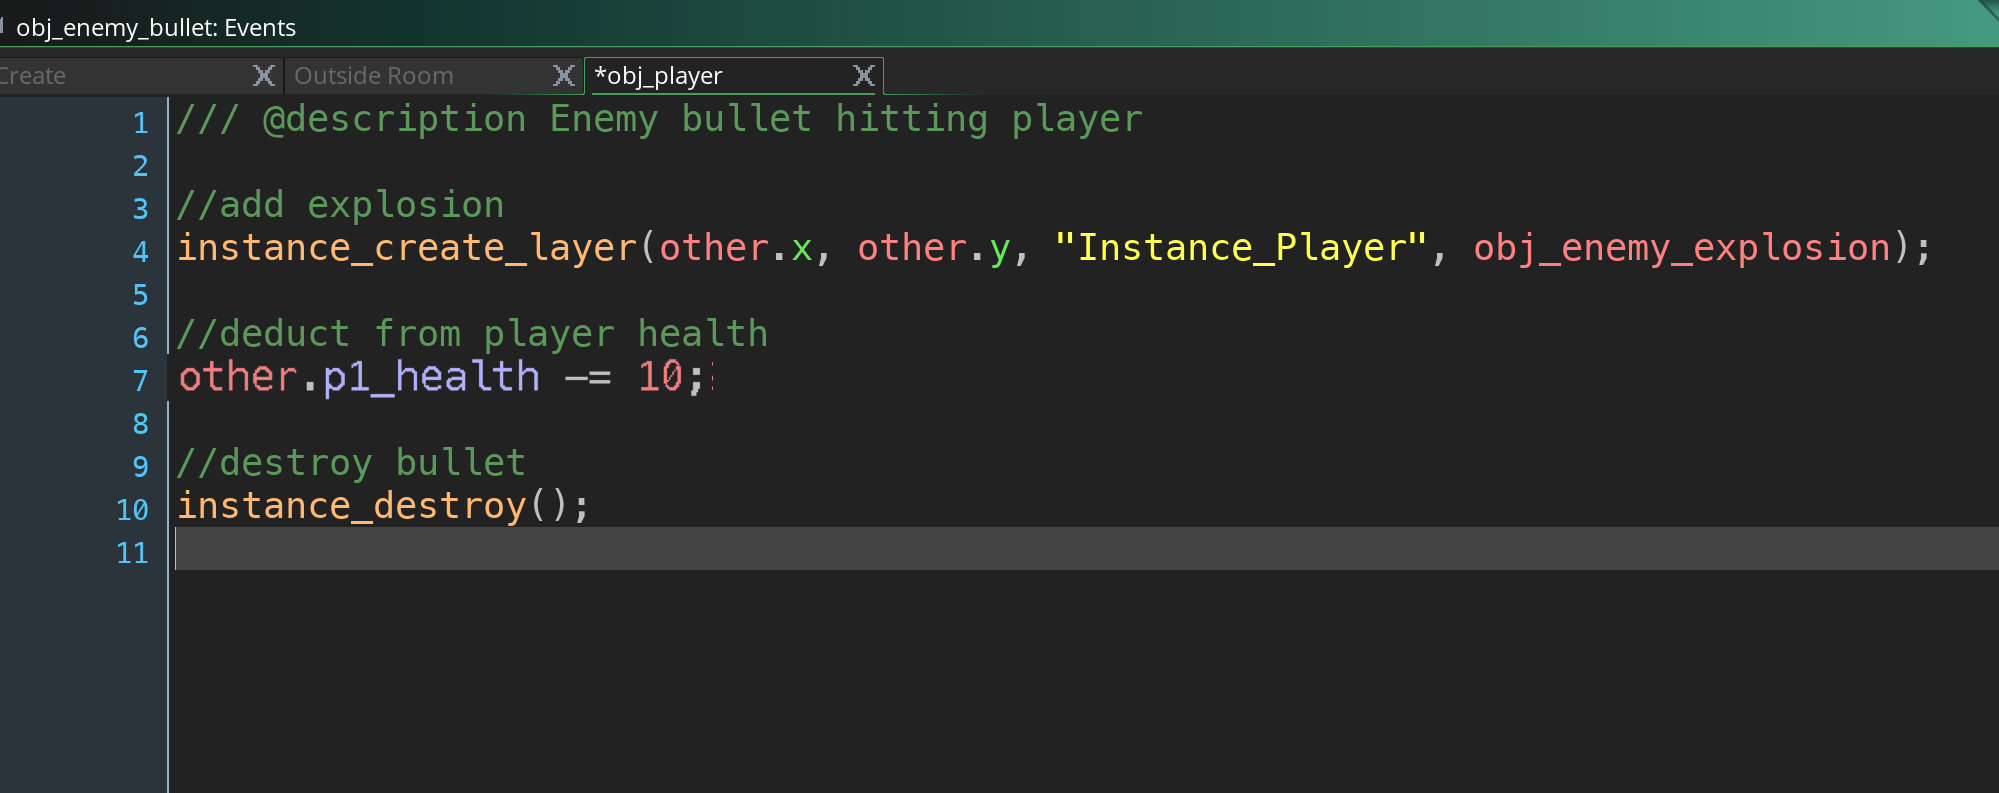 obj_enemy_bullet: Events
Create Outside Room *obj_player
1 /// @description Enemy bullet hitting player
2
3 //add explosion
4 instance_create_layer(other.x, other.y, "Instance_Player", obj_enemy_explosion);
5
6 //deduct from player health
7 other.p1_health -= 10;
8
9 //destroy bullet
10 instance_destroy();
11